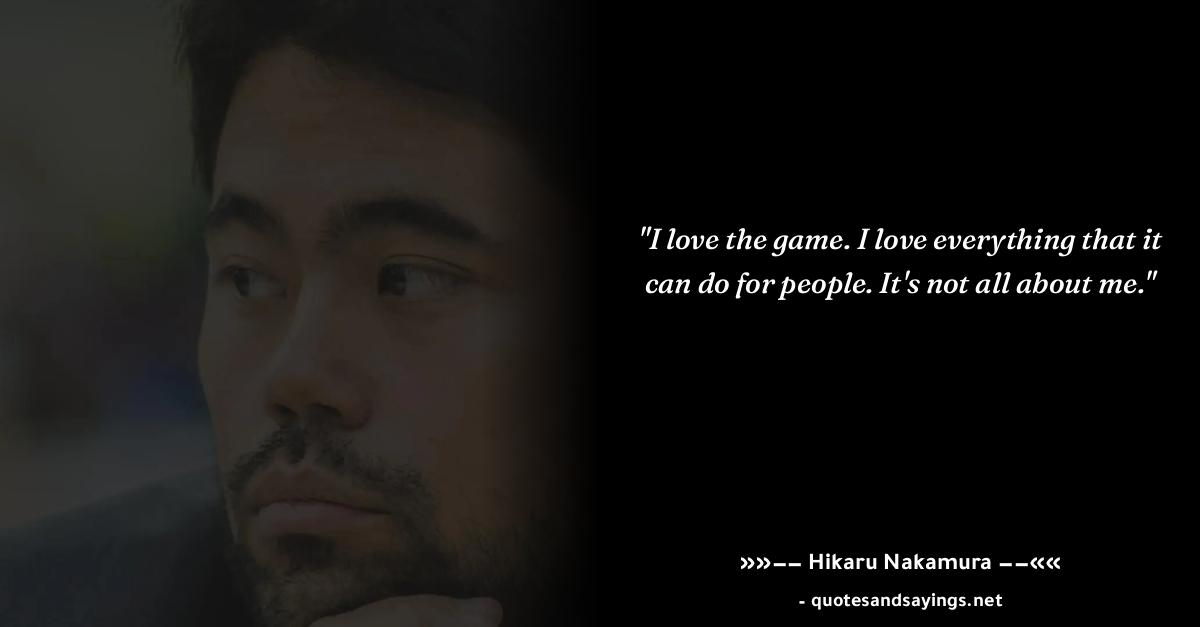 "I love the game. I love everything that it
can do for people. It's not all about me."
»»–– Hikaru Nakamura ––««
- quotesandsayings.net